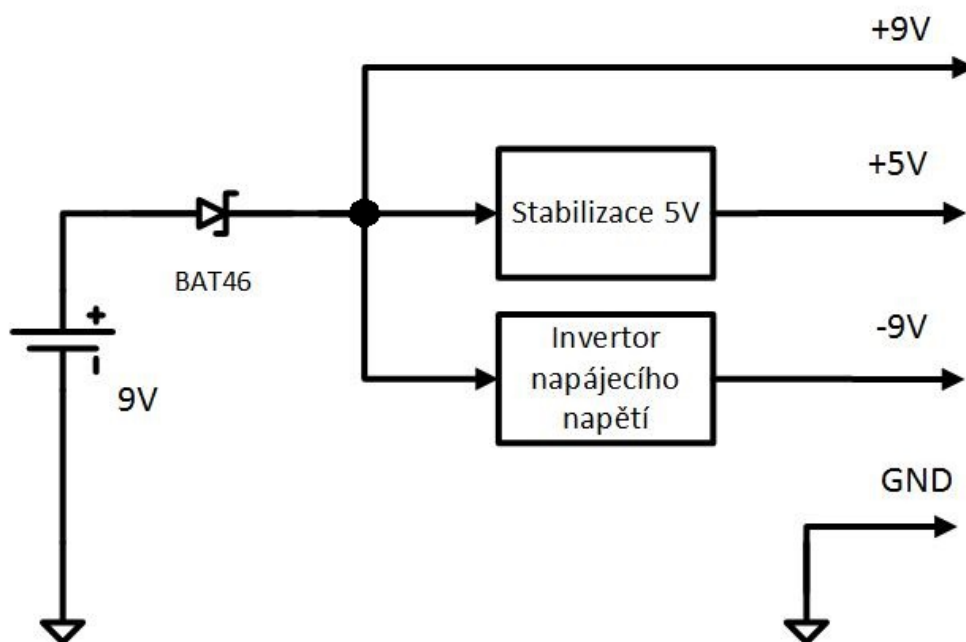 +9V
+5V
Stabilizace 5V
BAT46
-9V
Invertor
napájecího
napětí
9V
GND